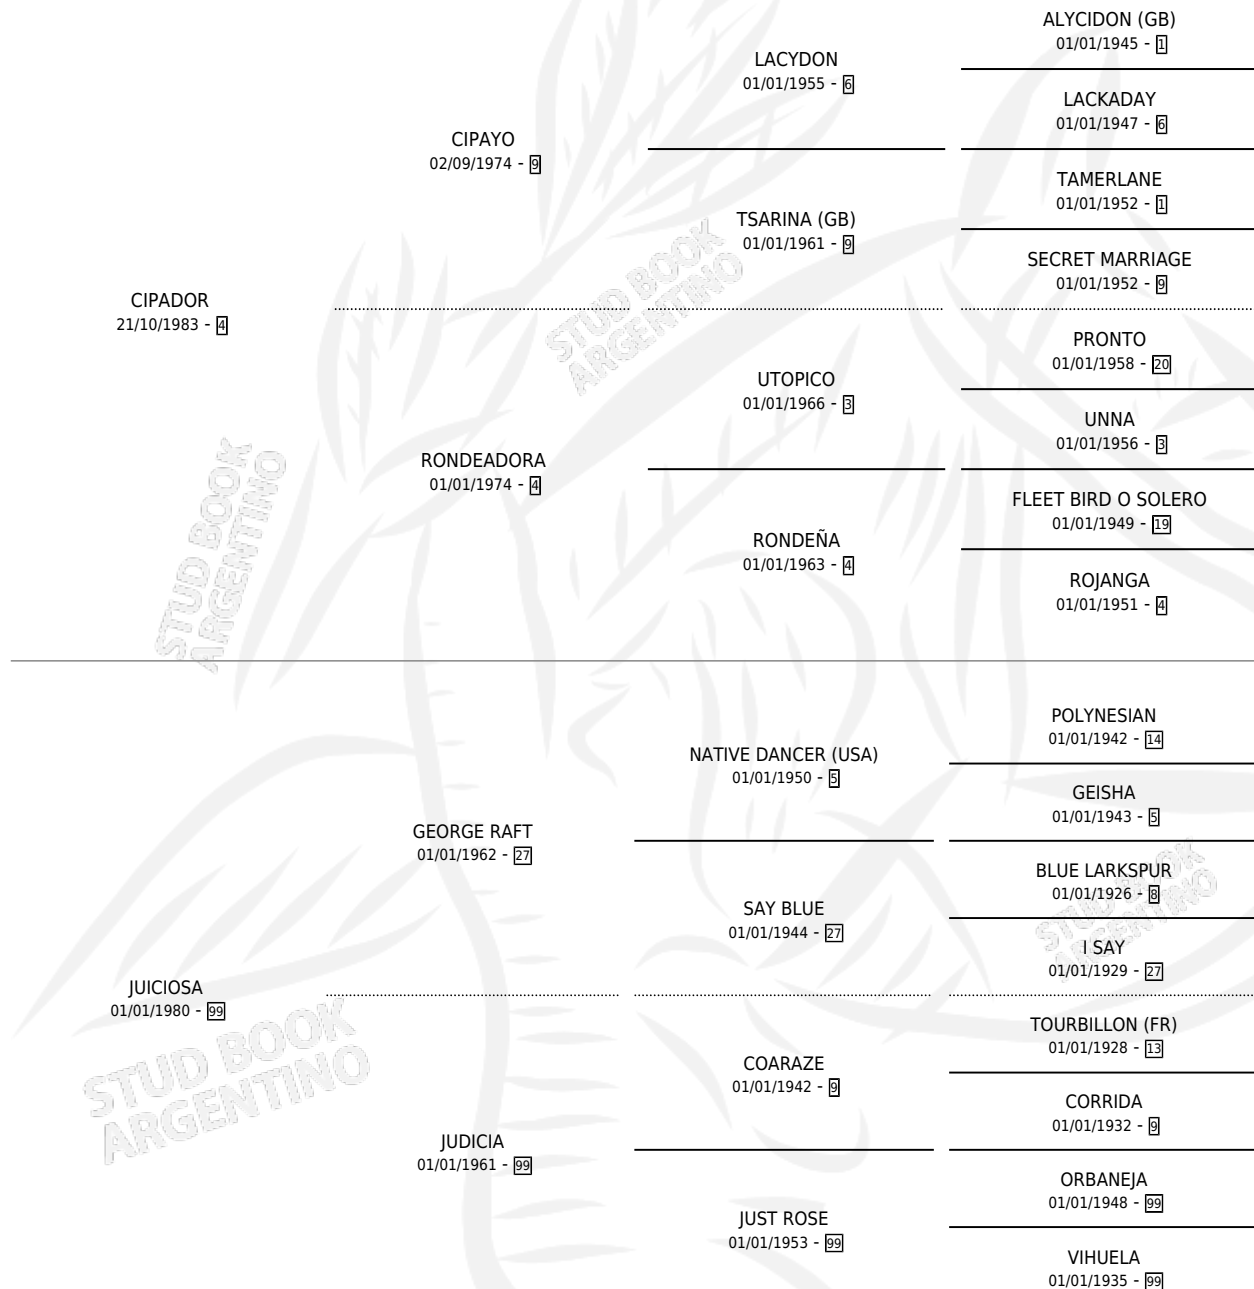 ALYCIDON (GB)
01/01/1945 - 1
LACYDON
01/01/1955 - 6
LACKADAY
01/01/1947 - 6
CIPAYO
02/09/1974 - 9
TAMERLANE
01/01/1952 - 1
TSARINA (GB)
01/01/1961 - 9
SECRET MARRIAGE
01/01/1952 - 9
CIPADOR
21/10/1983 - 4
PRONTO
01/01/1958 - 20
UTOPICO
01/01/1966 - 3
UNNA
01/01/1956 - 3
RONDEADORA
01/01/1974 - 4
FLEET BIRD O SOLERO
01/01/1949 - 19
RONDEÑA
01/01/1963 - 4
ROJANGA
01/01/1951 - 4
STUD BOOK
ARGENTINO
STUD BOOK
ARGENTINO
POLYNESIAN
01/01/1942 - 14
NATIVE DANCER (USA)
01/01/1950 - 5
GEISHA
01/01/1943 - 5
GEORGE RAFT
01/01/1962 - 27
BLUE LARKSPUR
01/01/1926 - 8
SAY BLUE
01/01/1944 - 27
I SAY
01/01/1929 - 27
JUICIOSA
01/01/1980 - 99
TOURBILLON (FR)
01/01/1928 - 13
COARAZE
01/01/1942 - 9
CORRIDA
01/01/1932 - 9
JUDICIA
01/01/1961 - 99
ORBANEJA
01/01/1948 - 99
JUST ROSE
01/01/1953 - 99
VIHUELA
01/01/1935 - 99
STUD BOOK
ARGENTINO
STUD BOOK
ARGENTINO